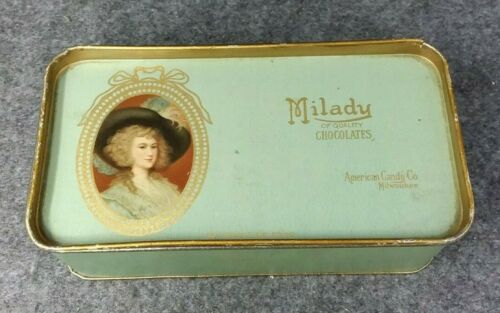 Milady
OF QUALITY
CHOCOLATES
American Candy Co
Milwaukee